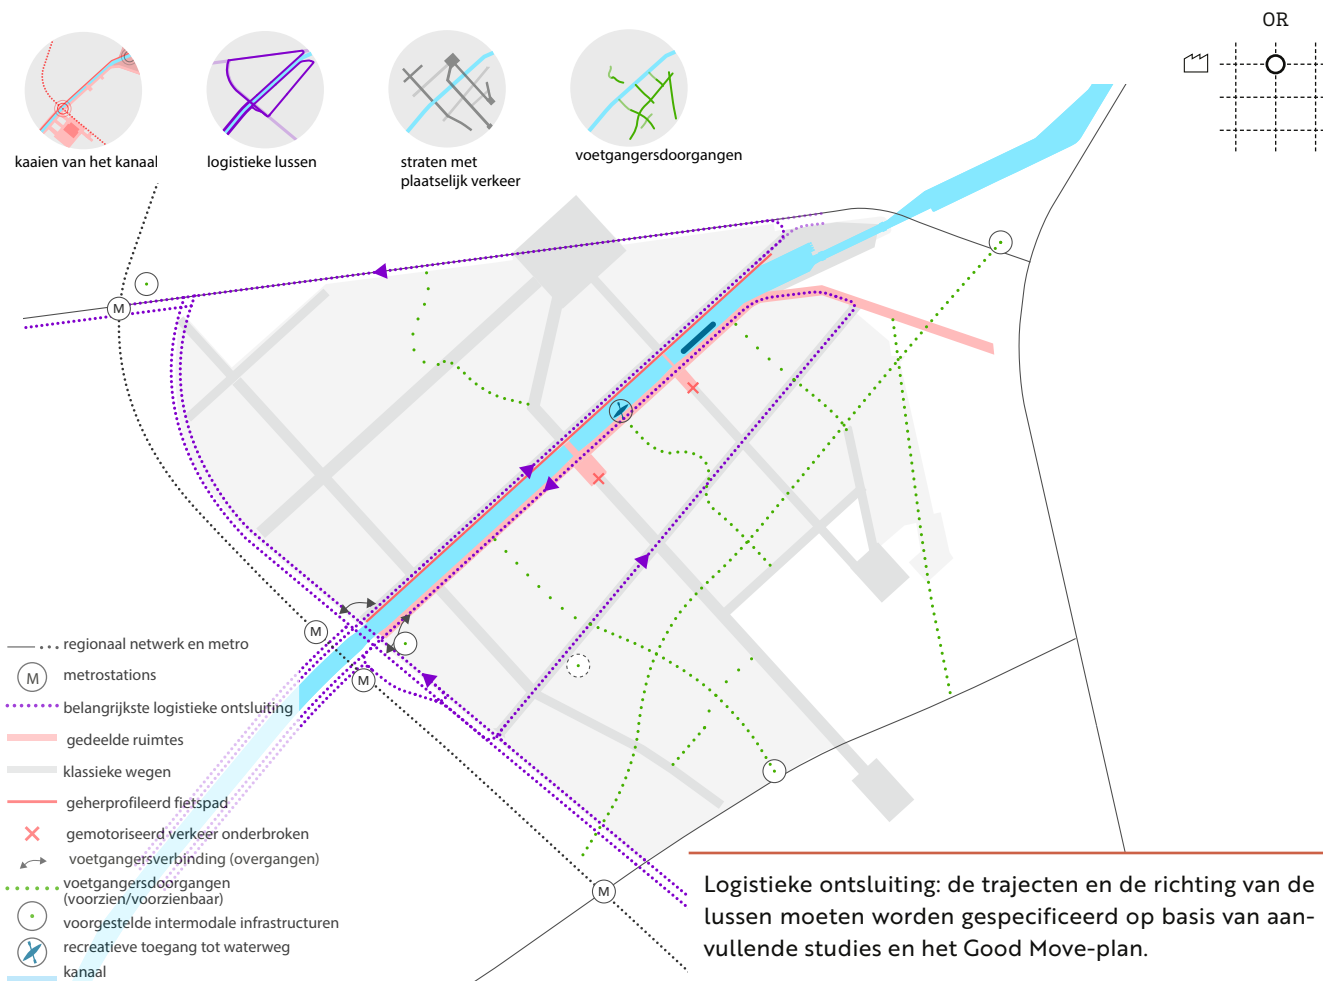 OR
kaaien van het kanaal
logistieke lussen
straten met
plaatselijk verkeer
voetgangersdoorgangen
M
M
M
M
regionaal netwerk en metro
M
metrostations
belangrijkste logistieke ontsluiting
gedeelde ruimtes
klassieke wegen
geherprofileerd fietspad
gemotoriseerd verkeer onderbroken
voetgangersverbinding (overgangen)
voetgangersdoorgangen
(voorzien/voorzienbaar)
voorgestelde intermodale infrastructuren
recreatieve toegang tot waterweg
kanaal
Logistieke ontsluiting: de trajecten en de richting van de
lussen moeten worden gespecificeerd op basis van aan-
vullende studies en het Good Move-plan.